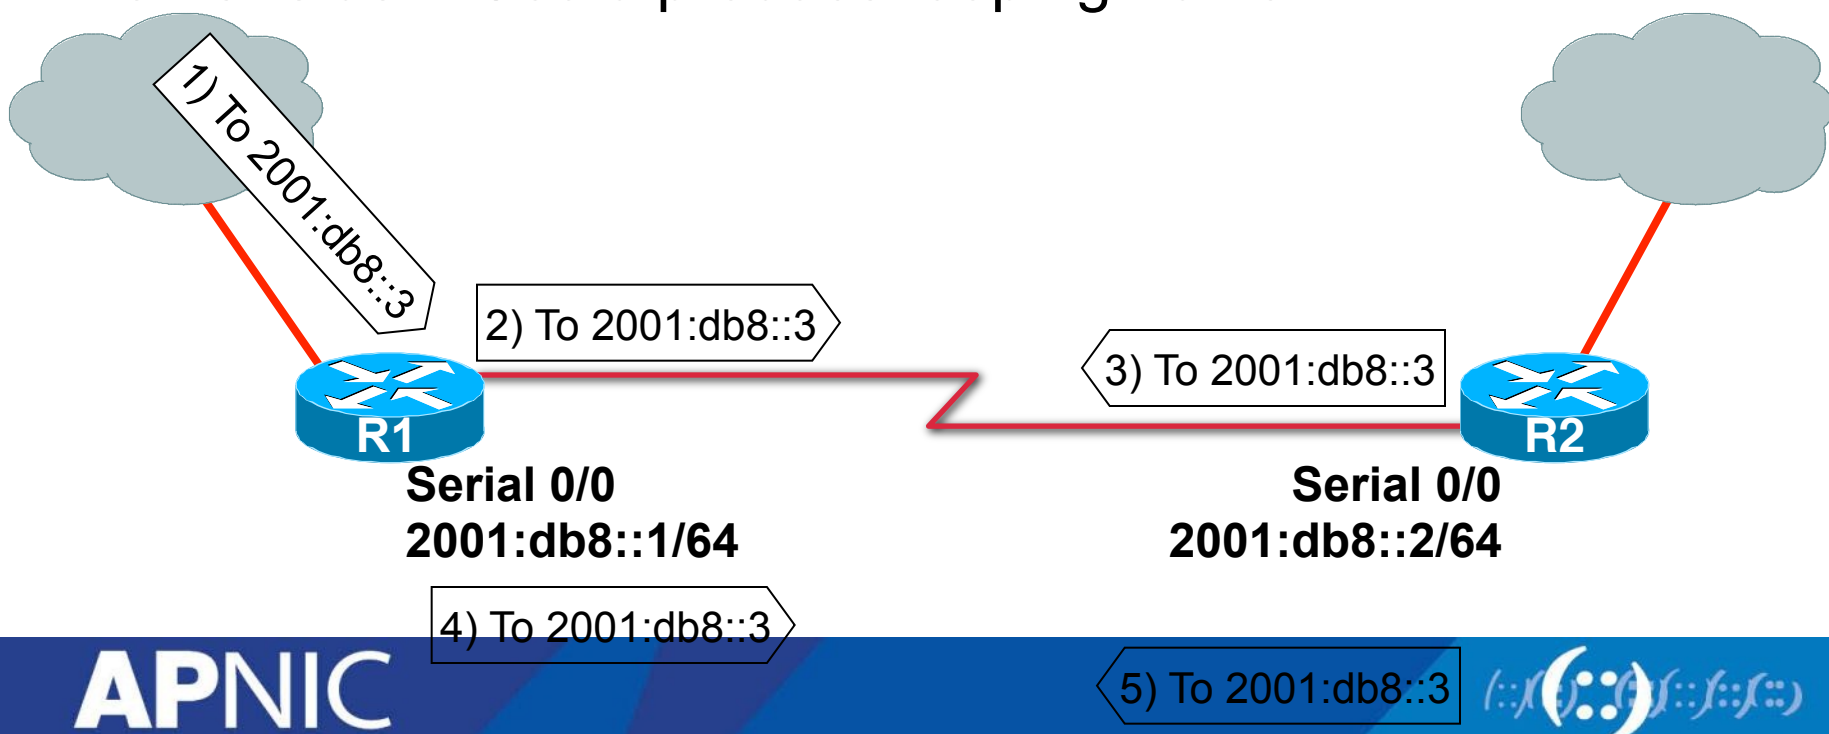 1) To 2001:db8::3
2) To 2001:db8::3
3) To 2001:db8::3
R1
R2
Serial 0/0
2001:db8::1/64
Serial 0/0
2001:db8::2/64
4) To 2001:db8::3
5) To 2001:db8::3
APNIC